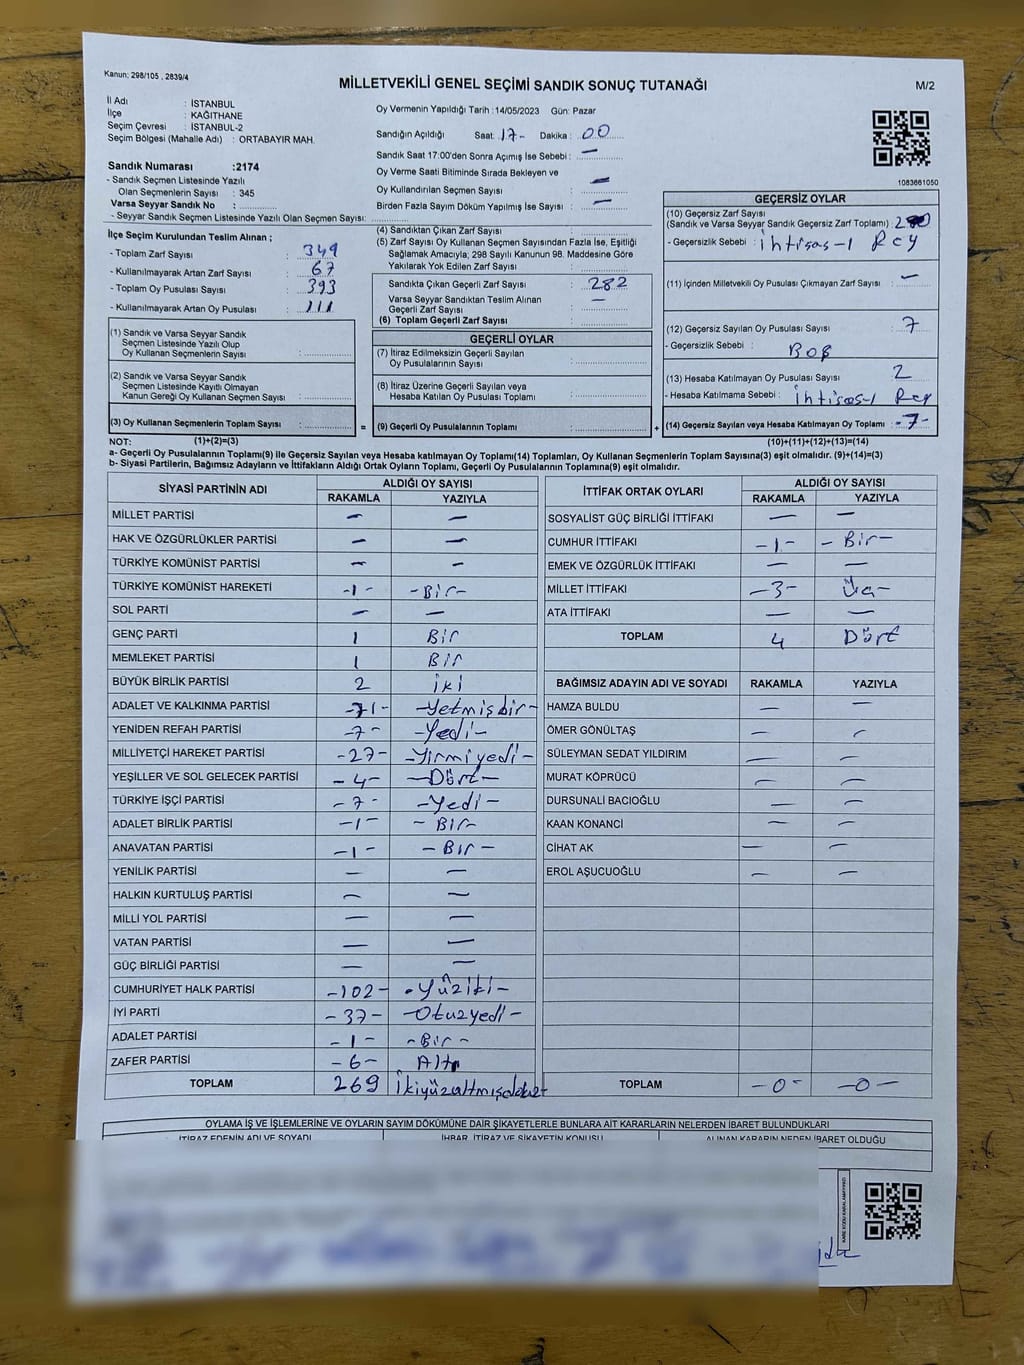 Kanun: 298/105 , 2839/4
MİLLETVEKİLİ GENEL SEÇİMİ SANDIK SONUÇ TUTANAĞI
M/2
İl Adı : İSTANBUL
İlçe : KAĞITHANE
Seçim Çevresi : İSTANBUL-2
Seçim Bölgesi (Mahalle Adı) : ORTABAYIR MAH.
Sandık Numarası :2174
- Sandık Seçmen Listesinde Yazılı
Olan Seçmenlerin Sayısı : 345
Varsa Seyyar Sandık No :
- Seyyar Sandık Seçmen Listesinde Yazılı Olan Seçmen Sayısı:
Oy Vermenin Yapıldığı Tarih :14/05/2023 Gün: Pazar
Sandığın Açıldığı Saat: 17- Dakika : 00
Sandık Saat 17:00'den Sonra Açımış İse Sebebi : —
Oy Verme Saati Bitiminde Sırada Bekleyen ve
Oy Kullandırılan Seçmen Sayısı : —
Birden Fazla Sayım Döküm Yapılmış İse Sayısı : —
1083661050
İlçe Seçim Kurulundan Teslim Alınan ;
- Toplam Zarf Sayısı : 349
- Kullanılmayarak Artan Zarf Sayısı : 67
- Toplam Oy Pusulası Sayısı : 393
- Kullanılmayarak Artan Oy Pusulası : 111
(4) Sandıktan Çıkan Zarf Sayısı :
(5) Zarf Sayısı Oy Kullanan Seçmen Sayısından Fazla İse, Eşitliği
Sağlamak Amacıyla; 298 Sayılı Kanunun 98. Maddesine Göre
Yakılarak Yok Edilen Zarf Sayısı :
Sandıkta Çıkan Geçerli Zarf Sayısı : 282
Varsa Seyyar Sandıktan Teslim Alınan
Geçerli Zarf Sayısı : —
(6) Toplam Geçerli Zarf Sayısı :
GEÇERSİZ OYLAR
(10) Geçersiz Zarf Sayısı
(Sandık ve Varsa Seyyar Sandık Geçersiz Zarf Toplamı) :
- Geçersizlik Sebebi : ihtisas-ı Rey
(11) İçinden Milletvekili Oy Pusulası Çıkmayan Zarf Sayısı : —
(12) Geçersiz Sayılan Oy Pusulası Sayısı : 7
- Geçersizlik Sebebi : BOŞ
(13) Hesaba Katılmayan Oy Pusulası Sayısı : 2
- Hesaba Katılmama Sebebi : ihtisas-ı Rey
(14) Geçersiz Sayılan veya Hesaba Katılmayan Oy Toplamı : -7-
(10)+(11)+(12)+(13)=(14)
(1) Sandık ve Varsa Seyyar Sandık
Seçmen Listesinde Yazılı Olup
Oy Kullanan Seçmenlerin Sayısı :
(2) Sandık ve Varsa Seyyar Sandık
Seçmen Listesinde Kayıtlı Olmayan
Kanun Gereği Oy Kullanan Seçmen Sayısı :
(3) Oy Kullanan Seçmenlerin Toplam Sayısı :
(1)+(2)=(3)
GEÇERLİ OYLAR
(7) İtiraz Edilmeksizin Geçerli Sayılan
Oy Pusulalarının Sayısı :
(8) İtiraz Üzerine Geçerli Sayılan veya
Hesaba Katılan Oy Pusulası Toplamı :
= (9) Geçerli Oy Pusulalarının Toplamı : +
NOT:
a- Geçerli Oy Pusulasının Toplamı(9) ile Geçersiz Sayılan veya Hesaba katılmayan Oy Toplamı(14) Toplamları, Oy Kullanan Seçmenlerin Toplam Sayısına(3) eşit olmalıdır. (9)+(14)=(3)
b- Siyasi Partilerin, Bağımsız Adayların ve İttifakların Aldığı Ortak Oyların Toplamı, Geçerli Oy Pusulalarının Toplamına(9) eşit olmalıdır.
SİYASİ PARTİNİN ADI ALDIĞI OY SAYISI
RAKAMLA YAZIYLA
MİLLET PARTİSİ — —
HAK VE ÖZGÜRLÜKLER PARTİSİ — —
TÜRKİYE KOMÜNİST PARTİSİ — —
TÜRKİYE KOMÜNİST HAREKETİ -1- -Bir-
SOL PARTİ — —
GENÇ PARTİ 1 Bir
MEMLEKET PARTİSİ 1 Bir
BÜYÜK BİRLİK PARTİSİ 2 iki
ADALET VE KALKINMA PARTİSİ -71- -Yetmişbir-
YENİDEN REFAH PARTİSİ -7- -Yedi-
MİLLİYETÇİ HAREKET PARTİSİ -27- -Yirmiyedi-
YEŞİLLER VE SOL GELECEK PARTİSİ -4- -Dört-
TÜRKİYE İŞÇİ PARTİSİ -7- -Yedi-
ADALET BİRLİK PARTİSİ -1- -Bir-
ANAVATAN PARTİSİ -1- -Bir-
YENİLİK PARTİSİ — —
HALKIN KURTULUŞ PARTİSİ — —
MİLLİ YOL PARTİSİ — —
VATAN PARTİSİ — —
GÜÇ BİRLİĞİ PARTİSİ — —
CUMHURİYET HALK PARTİSİ -102- -Yüziki-
İYİ PARTİ -37- -Otuzyedi-
ADALET PARTİSİ -1- -Bir-
ZAFER PARTİSİ -6- Altı
TOPLAM 269 ikiyüzaltmışdokuz-
İTTİFAK ORTAK OYLARI ALDIĞI OY SAYISI
RAKAMLA YAZIYLA
SOSYALİST GÜÇ BİRLİĞİ İTTİFAKI — —
CUMHUR İTTİFAKI -1- -Bir-
EMEK VE ÖZGÜRLÜK İTTİFAKI — —
MİLLET İTTİFAKI -3- Üç-
ATA İTTİFAKI — —
TOPLAM 4 Dört
BAĞIMSIZ ADAYIN ADI VE SOYADI RAKAMLA YAZIYLA
HAMZA BULDU — —
ÖMER GÖNÜLTAŞ — —
SÜLEYMAN SEDAT YILDIRIM — —
MURAT KÖPRÜCÜ — —
DURSUNALİ BACIOĞLU — —
KAAN KONANCİ — —
CİHAT AK — —
EROL AŞUCUOĞLU — —
TOPLAM -0- -0-
OYLAMA İŞ VE İŞLEMLERİNE VE OYLARIN SAYIM DÖKÜMÜNE DAİR ŞİKAYETLERLE BUNLARA AİT KARARLARIN NELERDEN İBARET BULUNDUKLARI
İTİRAZ EDENİN ADI VE SOYADI İHBAR, İTİRAZ VE ŞİKAYETİN KONUSU ALINAN KARARIN NEDEN İBARET OLDUĞU